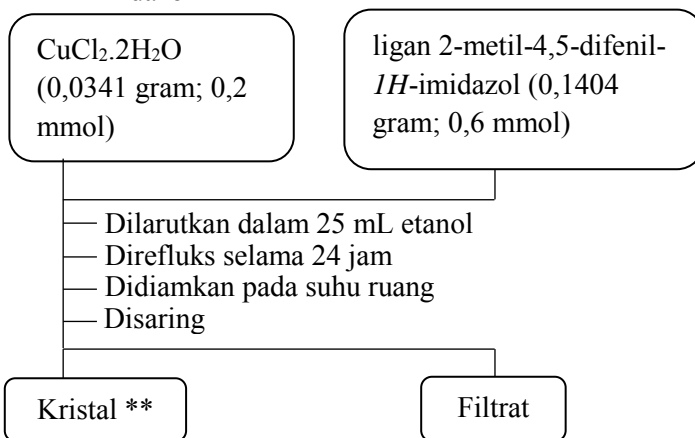 CuCl₂.2H₂O
(0,0341 gram; 0,2
mmol)
ligan 2-metil-4,5-difenil-
1H-imidazol (0,1404
gram; 0,6 mmol)
Dilarutkan dalam 25 mL etanol
Direfluks selama 24 jam
Didiamkan pada suhu ruang
Disaring
Kristal **
Filtrat